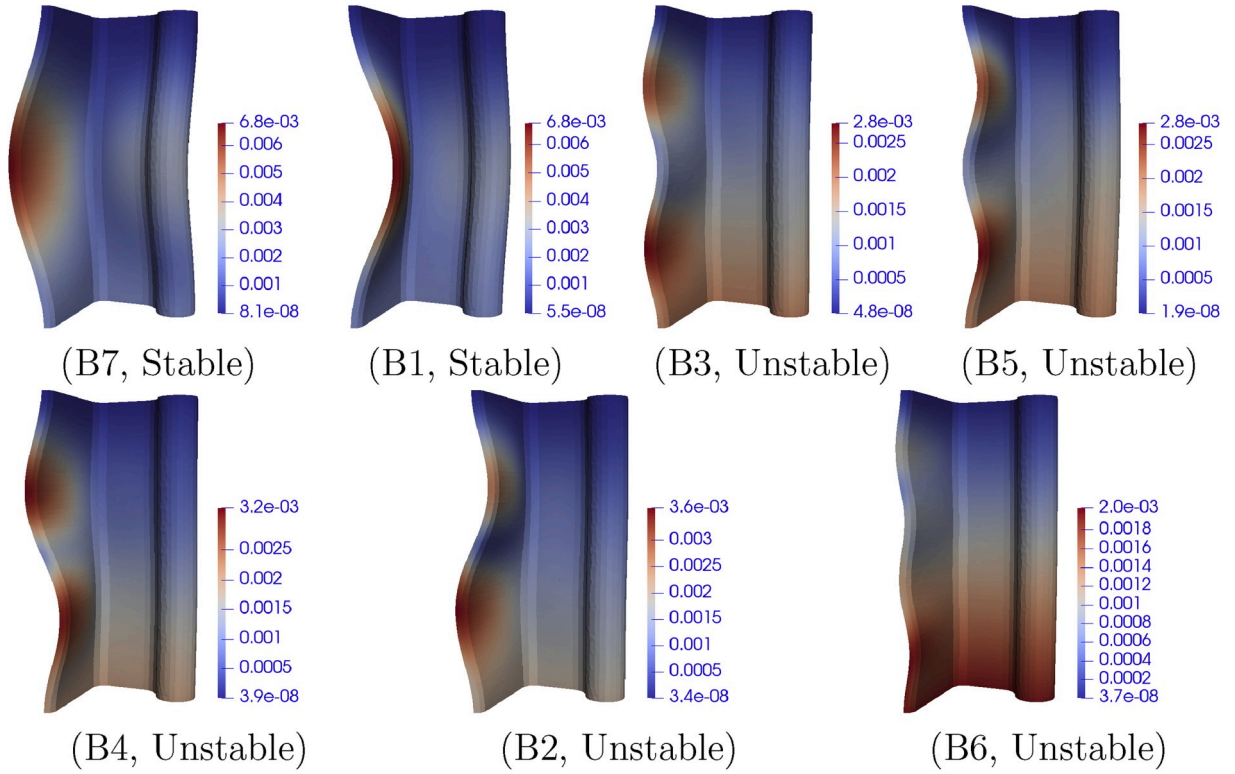 6.8e-03
0.006
0.005
0.004
0.003
0.002
0.001
8.1e-08
(B7, Stable)
6.8e-03
0.006
0.005
0.004
0.003
0.002
0.001
5.5e-08
(B1, Stable)
2.8e-03
0.0025
0.002
0.0015
0.001
0.0005
4.8e-08
(B3, Unstable)
2.8e-03
0.0025
0.002
0.0015
0.001
0.0005
1.9e-08
(B5, Unstable)
3.2e-03
0.0025
0.002
0.0015
0.001
0.0005
3.9e-08
(B4, Unstable)
3.6e-03
0.003
0.0025
0.002
0.0015
0.001
0.0005
3.4e-08
(B2, Unstable)
2.0e-03
0.0018
0.0016
0.0014
0.0012
0.001
0.0008
0.0006
0.0004
0.0002
3.7e-08
(B6, Unstable)